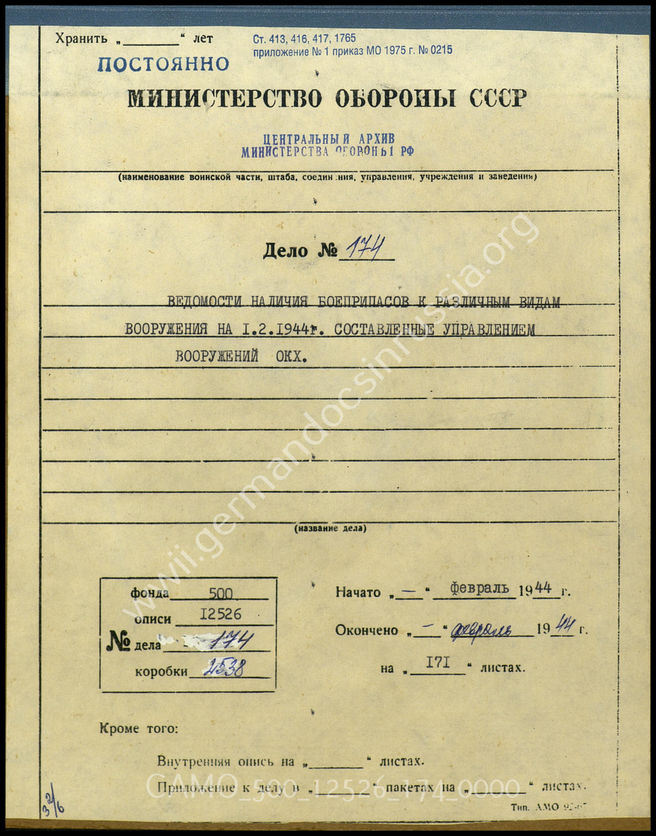 Хранить „ “ лет
Ст. 413, 416, 417, 1765
приложение № 1 приказ МО 1975 г. № 0215
ПОСТОЯННО
МИНИСТЕРСТВО ОБОРОНЫ СССР
ЦЕНТРАЛЬНЫЙ АРХИВ
МИНИСТЕРСТВА ОБОРОНЫ РФ
(наименование воинской части, штаба, соединения, управления, учреждения и заведения)
Дело № 174
ВЕДОМОСТИ НАЛИЧИЯ БОЕПРИПАСОВ К РАЗЛИЧНЫМ ВИДАМ
ВООРУЖЕНИЯ НА I.2.1944г. СОСТАВЛЕННЫЕ УПРАВЛЕНИЕМ
ВООРУЖЕНИЙ ОКХ.
(название дела)
№
фонда 500
описи I2526
дела 174
коробки 2538
Начато „ — “ февраль 1944 г.
Окончено „ – “ февраль 1944 г.
на „ I7I “ листах.
Кроме того:
Внутренняя опись на „ “ листах.
Приложение к делу в „ “ пакетах на „ “ листах.
Тип. АМО
www.germandocsinrussia.org
CAMO_500_12526_174_0000